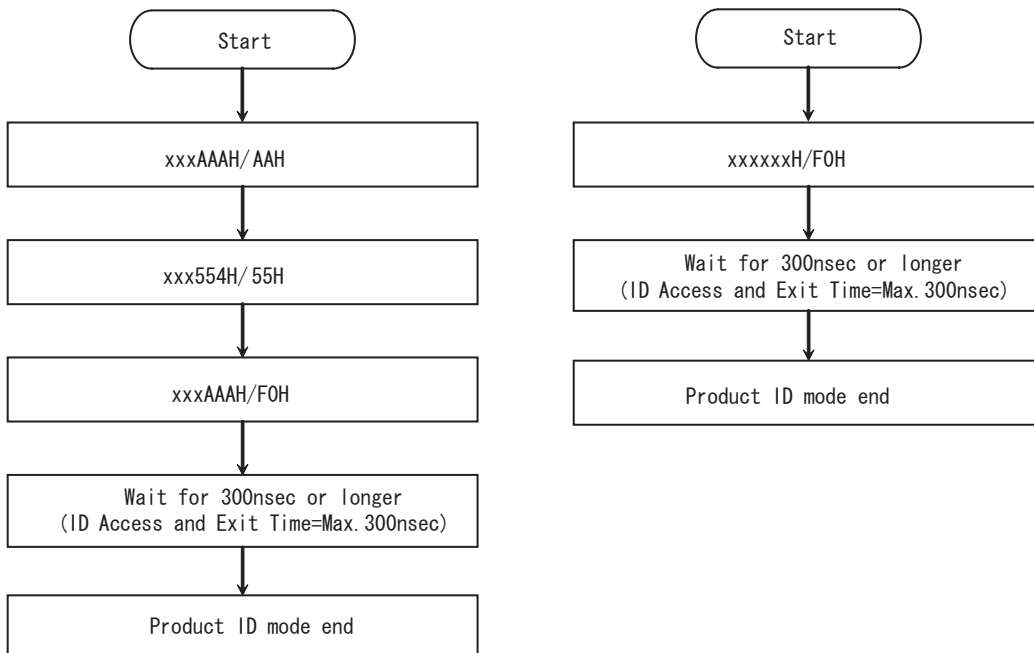 Start
xxxAAAH/AAH
xxx554H/55H
xxxAAAH/F0H
Wait for 300nsec or longer
(ID Access and Exit Time=Max.300nsec)
Product ID mode end
Start
xxxxxxH/F0H
Wait for 300nsec or longer
(ID Access and Exit Time=Max.300nsec)
Product ID mode end